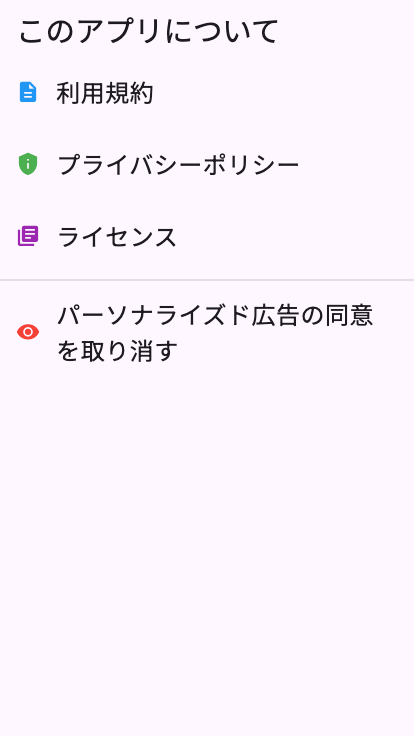 このアプリについて
利用規約
プライバシーポリシー
ライセンス
パーソナライズド広告の同意
を取り消す